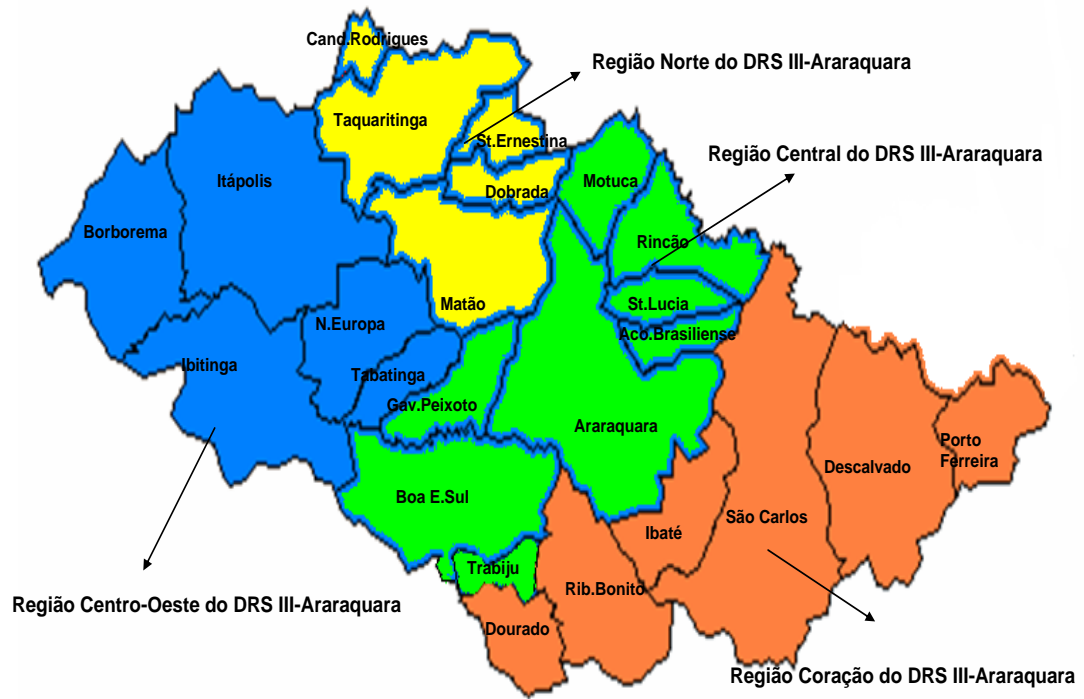 Cand.Rodrigues
Região Norte do DRS III-Araraquara
Taquaritinga
St.Ernestina
Região Central do DRS III-Araraquara
Itápolis
Motuca
Dobrada
Borborema
Rincão
Matão
St.Lucia
N.Europa
Aco.Brasiliense
Ibitinga
Tabatinga
Gav.Peixoto
Araraquara
Porto
Ferreira
Descalvado
Boa E.Sul
São Carlos
Ibaté
Trabiju
Rib.Bonito
Região Centro-Oeste do DRS III-Araraquara
Dourado
Região Coração do DRS III-Araraquara